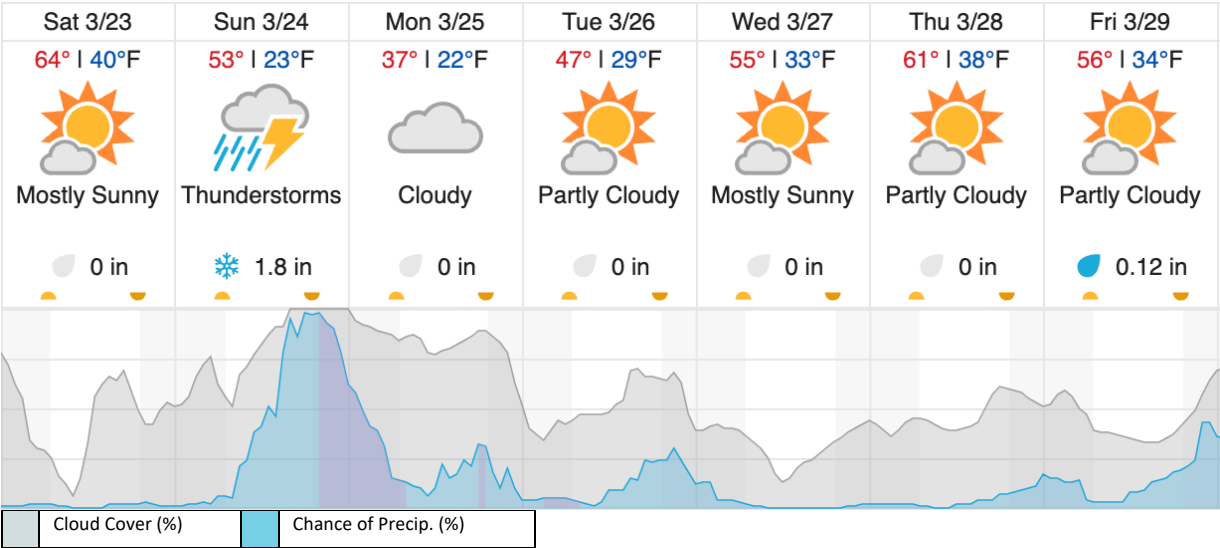 Sat 3/23 Sun 3/24 Mon 3/25 Tue 3/26 Wed 3/27 Thu 3/28 Fri 3/29
64° | 40°F 53° | 23°F 37° | 22°F 47° | 29°F 55° | 33°F 61° | 38°F 56° | 34°F
Mostly Sunny Thunderstorms Cloudy Partly Cloudy Mostly Sunny Partly Cloudy Partly Cloudy
0 in 1.8 in 0 in 0 in 0 in 0 in 0.12 in
Cloud Cover (%) Chance of Precip. (%)